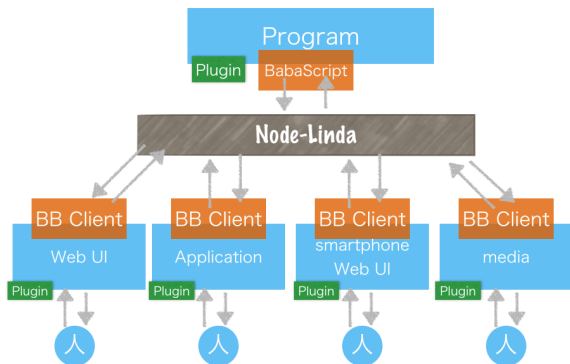 Program
Plugin
BabaScript
Node-Linda
BB Client
BB Client
BB Client
BB Client
Web UI
Application
smartphone
Web UI
media
Plugin
Plugin
Plugin
Plugin
人
人
人
人